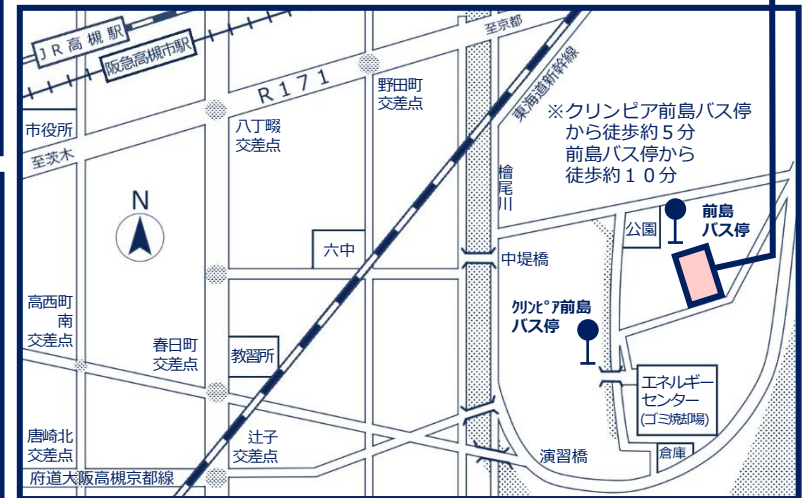 JR高槻駅
阪急高槻市駅
R171
至京都
東海道新幹線
野田町
交差点
市役所
八丁畷
交差点
至茨木
※クリンピア前島バス停
から徒歩約5分
前島バス停から
徒歩約10分
檜尾川
N
公園
前島
バス停
六中
中堤橋
高西町
南
交差点
春日町
交差点
教習所
クリンピア前島
バス停
エネルギー
センター
(ゴミ焼却場)
唐崎北
交差点
辻子
交差点
演習橋
倉庫
府道大阪高槻京都線